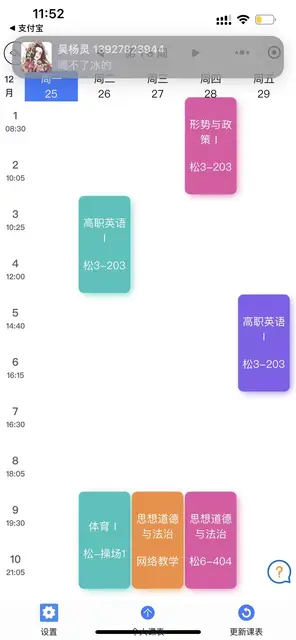 11:52
支付宝
吴杨灵 13927823944
喝不了冰的
12
月
周一
25
周二
26
周三
27
周四
28
周五
29
1
08:30
形势与政
策 I
松3-203
2
10:05
3
10:25
高职英语
I
松3-203
4
12:00
5
14:40
高职英语
I
松3-203
6
16:15
7
16:30
8
18:05
9
19:30
体育 I
松-操场1
思想道德
与法治
网络教学
思想道德
与法治
松6-404
10
21:05
?
设置
个人课表
更新课表